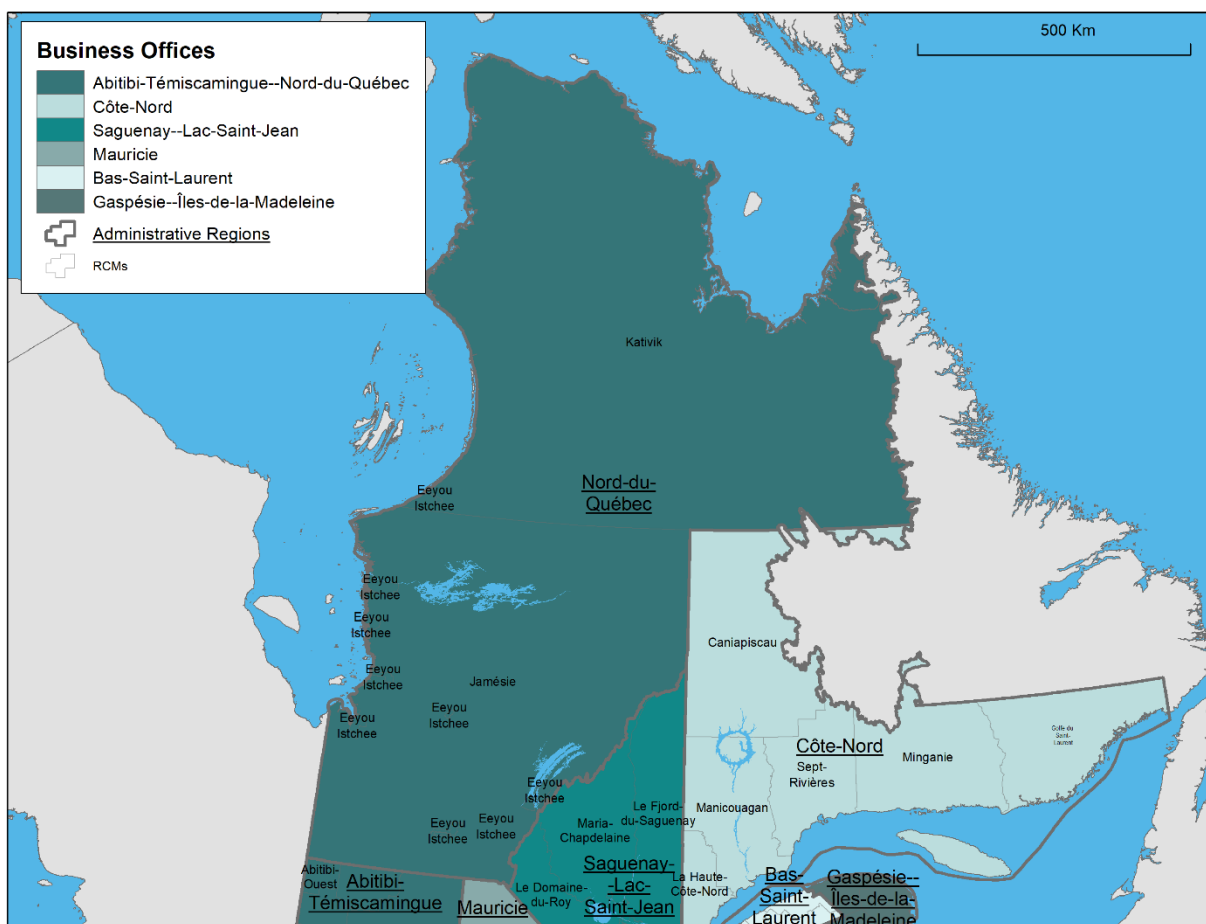 Business Offices
Abitibi-Témiscamingue--Nord-du-Québec
Côte-Nord
Saguenay--Lac-Saint-Jean
Mauricie
Bas-Saint-Laurent
Gaspésie--Îles-de-la-Madeleine
Administrative Regions
RCMs
500 Km
Kativik
Nord-du-
Québec
Eeyou
Istchee
Eeyou
Istchee
Eeyou
Istchee
Eeyou
Istchee
Eeyou
Istchee
Jamésie
Eeyou
Istchee
Caniapiscau
Côte-Nord
Sept-
Rivières
Minganie
Golfe du
Saint-
Laurent
Eeyou
Istchee
Manicouagan
Le Fjord-
du-Saguenay
Eeyou
Istchee
Eeyou
Istchee
Maria-
Chapdelaine
Abitibi-
Ouest
Abitibi-
Témiscamingue
Mauricie
Le Domaine-
du-Roy
Saguenay-
-Lac-
Saint-Jean
La Haute-
Côte-Nord
Bas-
Saint-
Laurent
Gaspésie--
Îles-de-la-
Madeleine